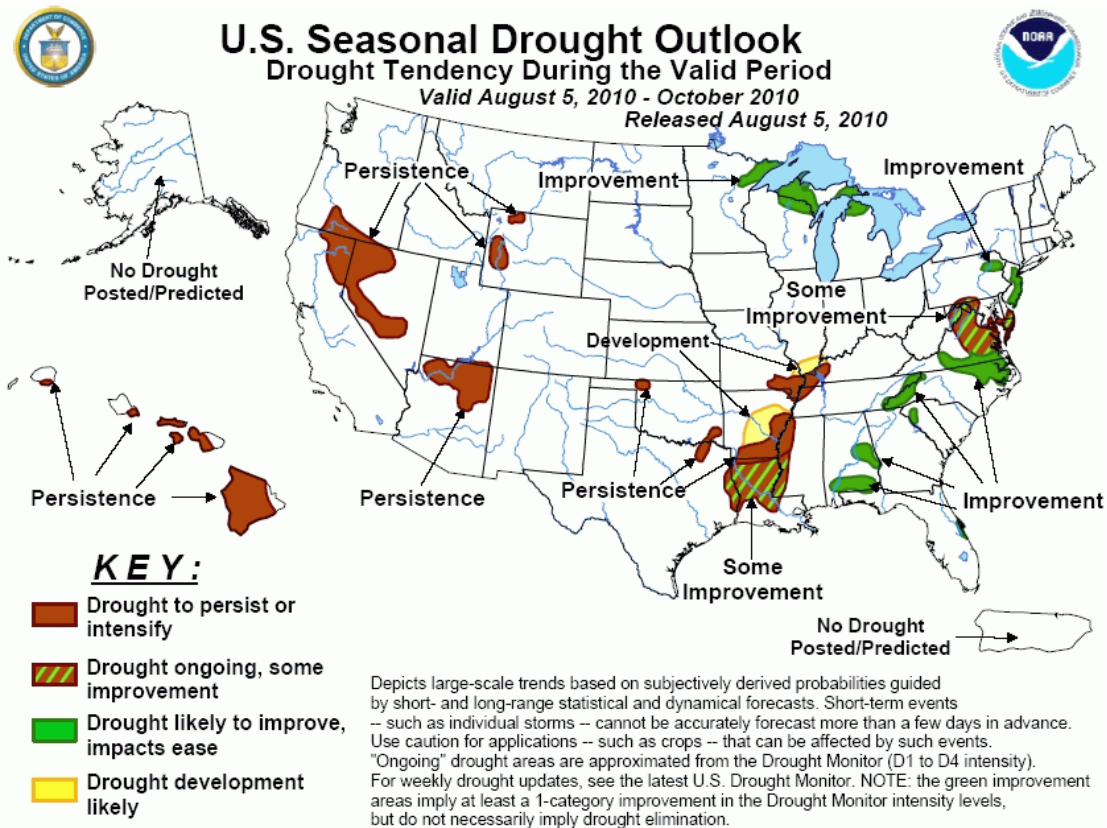 U.S. Seasonal Drought Outlook
Drought Tendency During the Valid Period
Valid August 5, 2010 - October 2010
Released August 5, 2010
DEPARTMENT OF COMMERCE
UNITED STATES OF AMERICA
NOAA
Persistence
Improvement
Improvement
No Drought
Posted/Predicted
Some
Improvement
Development
Persistence
Persistence
Persistence
Improvement
Some
Improvement
KEY:
Drought to persist or
intensify
Drought ongoing, some
improvement
Drought likely to improve,
impacts ease
Drought development
likely
No Drought
Posted/Predicted
Depicts large-scale trends based on subjectively derived probabilities guided
by short- and long-range statistical and dynamical forecasts. Short-term events
-- such as individual storms -- cannot be accurately forecast more than a few days in advance.
Use caution for applications -- such as crops -- that can be affected by such events.
"Ongoing" drought areas are approximated from the Drought Monitor (D1 to D4 intensity).
For weekly drought updates, see the latest U.S. Drought Monitor. NOTE: the green improvement
areas imply at least a 1-category improvement in the Drought Monitor intensity levels,
but do not necessarily imply drought elimination.